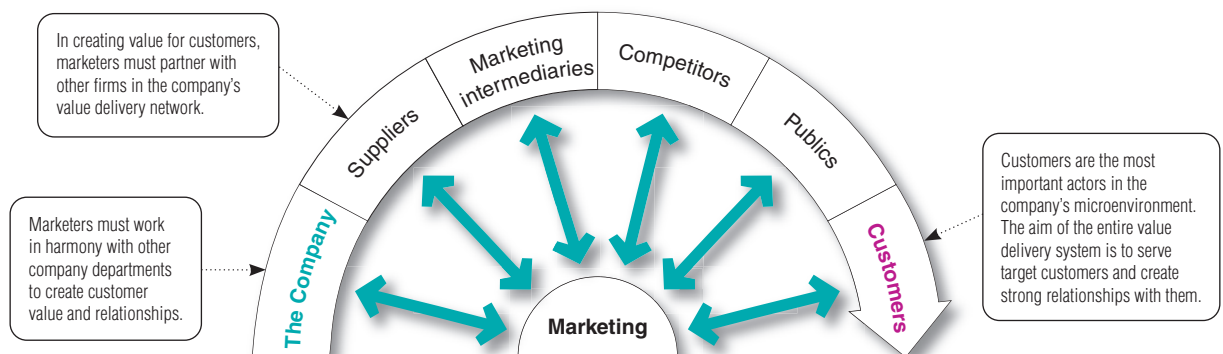 In creating value for customers,
marketers must partner with
other firms in the company’s
value delivery network.
Marketers must work
in harmony with other
company departments
to create customer
value and relationships.
The Company
Suppliers
Marketing
intermediaries
Competitors
Publics
Customers
Marketing
Customers are the most
important actors in the
company’s microenvironment.
The aim of the entire value
delivery system is to serve
target customers and create
strong relationships with them.